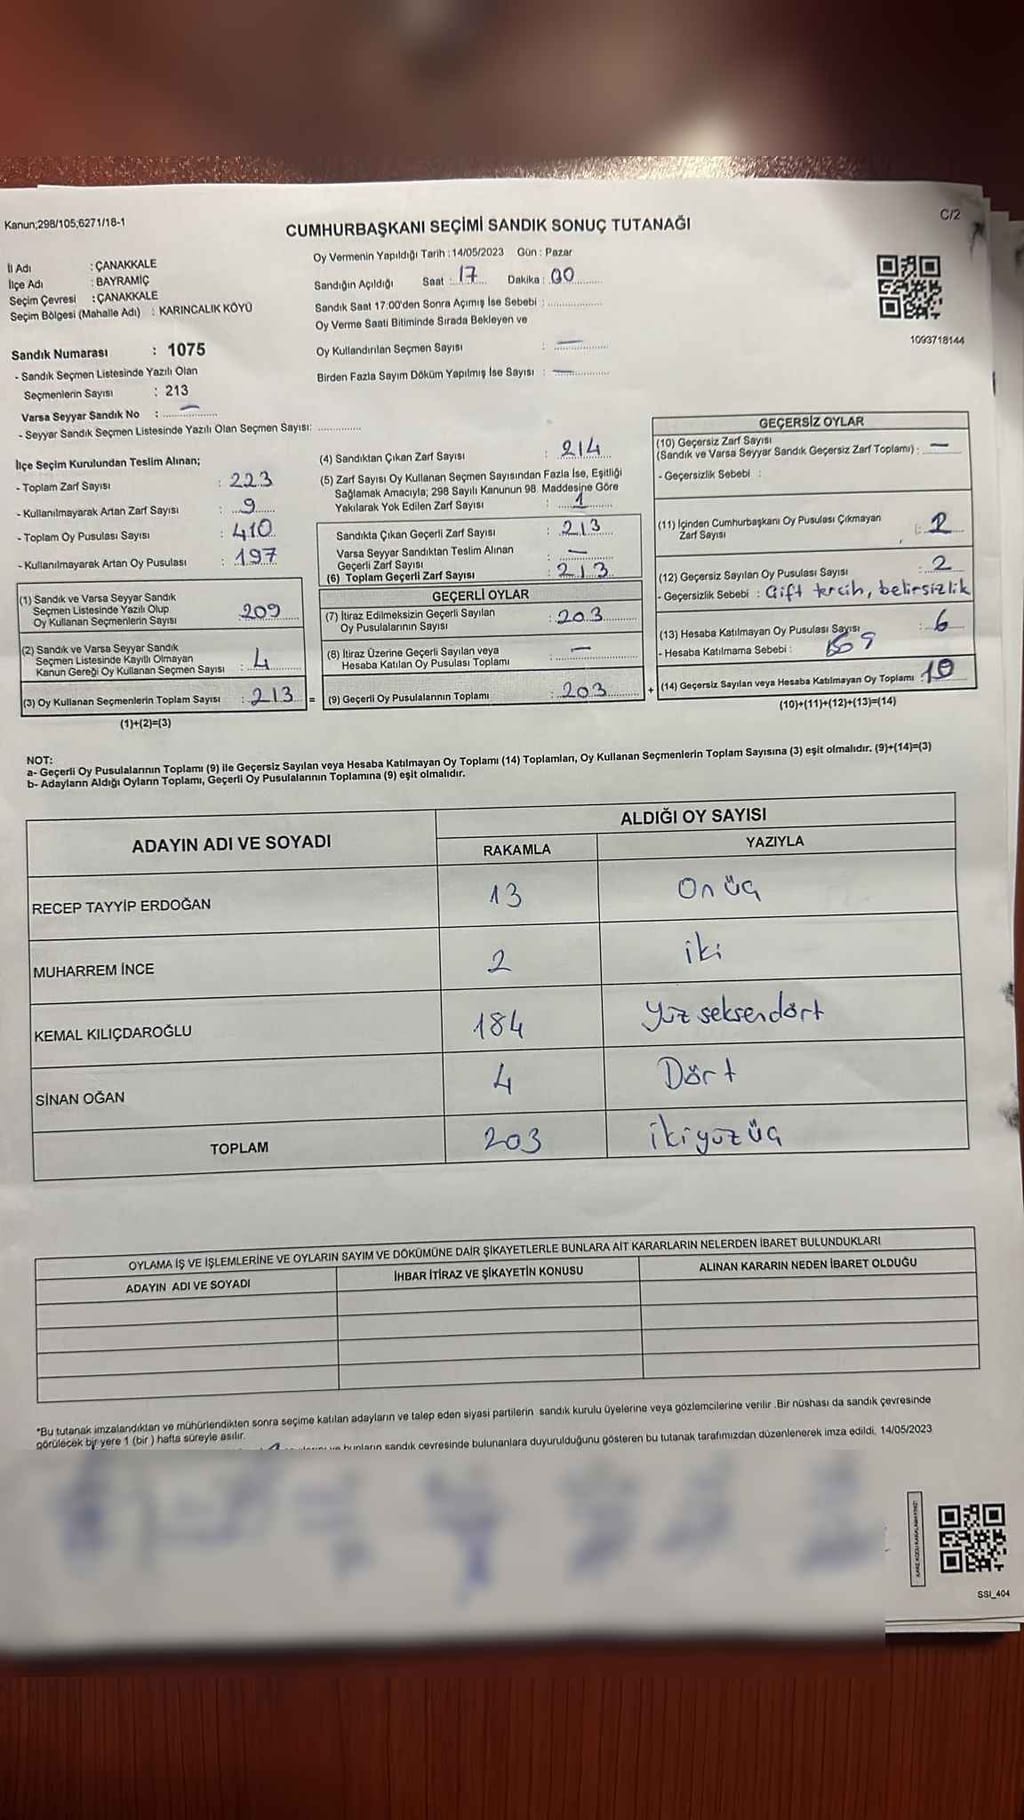 Kanun;298/105;6271/18-1
C/2
CUMHURBAŞKANI SEÇİMİ SANDIK SONUÇ TUTANAĞI
Oy Vermenin Yapıldığı Tarih : 14/05/2023 Gün : Pazar
İl Adı : ÇANAKKALE
İlçe Adı : BAYRAMİÇ
Seçim Çevresi : ÇANAKKALE
Seçim Bölgesi (Mahalle Adı) : KARINCALIK KÖYÜ
Sandığın Açıldığı Saat : 17 Dakika : 00
Sandık Saat 17:00'den Sonra Açımış İse Sebebi :
Oy Verme Saati Bitiminde Sırada Bekleyen ve
Oy Kullandırılan Seçmen Sayısı : —
Birden Fazla Sayım Döküm Yapılmış İse Sayısı : —
1093718144
Sandık Numarası : 1075
- Sandık Seçmen Listesinde Yazılı Olan
Seçmenlerin Sayısı : 213
Varsa Seyyar Sandık No : —
- Seyyar Sandık Seçmen Listesinde Yazılı Olan Seçmen Sayısı:
İlçe Seçim Kurulundan Teslim Alınan;
- Toplam Zarf Sayısı : 223
- Kullanılmayarak Artan Zarf Sayısı : 9
- Toplam Oy Pusulası Sayısı : 410
- Kullanılmayarak Artan Oy Pusulası : 197
(1) Sandık ve Varsa Seyyar Sandık
Seçmen Listesinde Yazılı Olup
Oy Kullanan Seçmenlerin Sayısı : 209
(2) Sandık ve Varsa Seyyar Sandık
Seçmen Listesinde Kayıllı Olmayan
Kanun Gereği Oy Kullanan Seçmen Sayısı : 4
(3) Oy Kullanan Seçmenlerin Toplam Sayısı : 213 =
(1)+(2)=(3)
(4) Sandıktan Çıkan Zarf Sayısı : 214
(5) Zarf Sayısı Oy Kullanan Seçmen Sayısından Fazla İse, Eşitliği
Sağlamak Amacıyla; 298 Sayılı Kanunun 98. Maddesine Göre
Yakılarak Yok Edilen Zarf Sayısı : 1
Sandıkta Çıkan Geçerli Zarf Sayısı : 213
Varsa Seyyar Sandıktan Teslim Alınan
Geçerli Zarf Sayısı : —
(6) Toplam Geçerli Zarf Sayısı : 213
GEÇERLİ OYLAR
(7) İtiraz Edilmeksizin Geçerli Sayılan
Oy Pusulalarının Sayısı : 203
(8) İtiraz Üzerine Geçerli Sayılan veya
Hesaba Katılan Oy Pusulası Toplamı : —
(9) Geçerli Oy Pusulalarının Toplamı : 203 +
GEÇERSİZ OYLAR
(10) Geçersiz Zarf Sayısı
(Sandık ve Varsa Seyyar Sandık Geçersiz Zarf Toplamı) : —
- Geçersizlik Sebebi :
(11) İçinden Cumhurbaşkanı Oy Pusulası Çıkmayan
Zarf Sayısı : 2
(12) Geçersiz Sayılan Oy Pusulası Sayısı : 2
- Geçersizlik Sebebi : Çift tercih, belirsizlik
(13) Hesaba Katılmayan Oy Pusulası Sayısı : 6
- Hesaba Katılmama Sebebi :
(14) Geçersiz Sayılan veya Hesaba Katılmayan Oy Toplamı : 10
(10)+(11)+(12)+(13)=(14)
NOT:
a- Geçerli Oy Pusulalarının Toplamı (9) ile Geçersiz Sayılan veya Hesaba Katılmayan Oy Toplamı (14) Toplamları, Oy Kullanan Seçmenlerin Toplam Sayısına (3) eşit olmalıdır. (9)+(14)=(3)
b- Adayların Aldığı Oyların Toplamı, Geçerli Oy Pusulalarının Toplamına (9) eşit olmalıdır.
ADAYIN ADI VE SOYADI ALDIĞI OY SAYISI
RAKAMLA YAZIYLA
RECEP TAYYİP ERDOĞAN 13 On üç
MUHARREM İNCE 2 iki
KEMAL KILIÇDAROĞLU 184 Yüz seksendört
SİNAN OĞAN 4 Dört
TOPLAM 203 ikiyüz üç
OYLAMA İŞ VE İŞLEMLERİNE VE OYLARIN SAYIM VE DÖKÜMÜNE DAİR ŞİKAYETLERLE BUNLARA AİT KARARLARIN NELERDEN İBARET BULUNDUKLARI
ADAYIN ADI VE SOYADI İHBAR İTİRAZ VE ŞİKAYETİN KONUSU ALINAN KARARIN NEDEN İBARET OLDUĞU
*Bu tutanak imzalandıktan ve mühürlendikten sonra seçime katılan adayların ve talep eden siyasi partilerin sandık kurulu üyelerine veya gözlemcilerine verilir .Bir nüshası da sandık çevresinde
görülecek bir yere 1 (bir ) hafta süreyle asılır.
bunların sandık çevresinde bulunanlara duyurulduğunu gösteren bu tutanak tarafımızdan düzenlenerek imza edildi. 14/05/2023
SSI_404